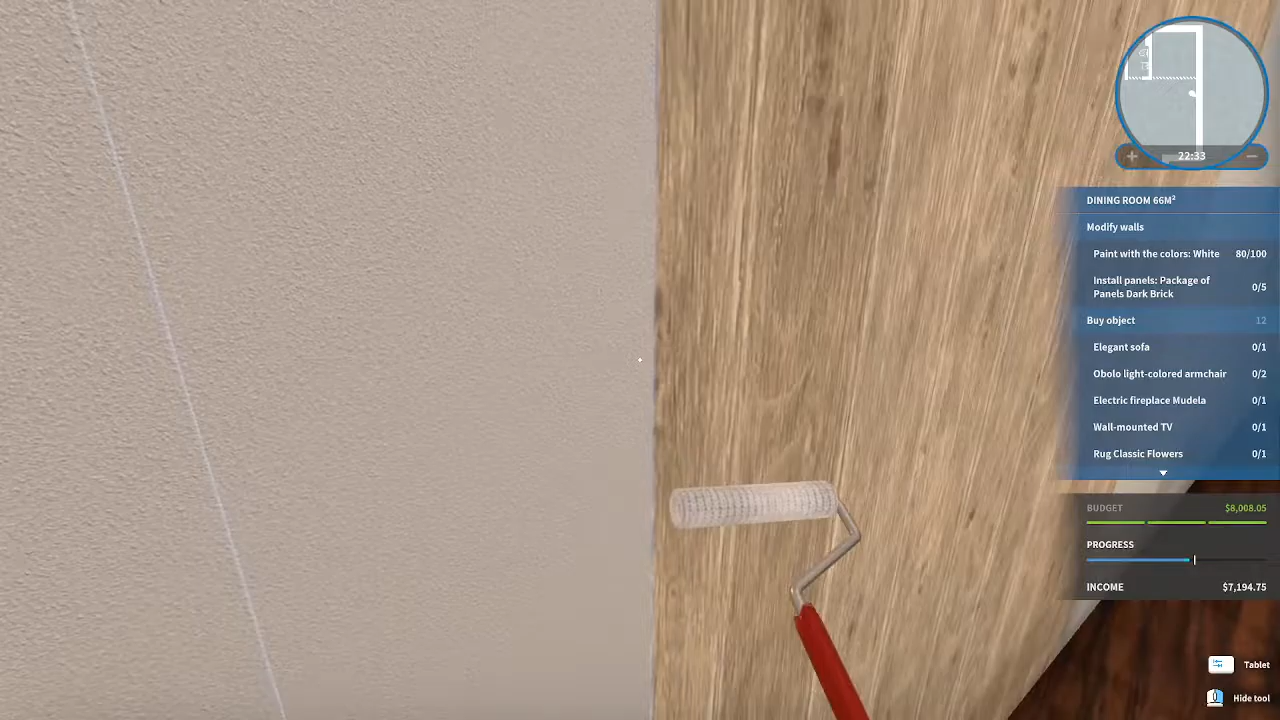 22:33
DINING ROOM 66M²
Modify walls
Paint with the colors: White 80/100
Install panels: Package of
Panels Dark Brick 0/5
Buy object 12
Elegant sofa 0/1
Obolo light-colored armchair 0/2
Electric fireplace Mudela 0/1
Wall-mounted TV 0/1
Rug Classic Flowers 0/1
BUDGET $8,008.05
PROGRESS
INCOME $7,194.75
Tablet
Hide tool